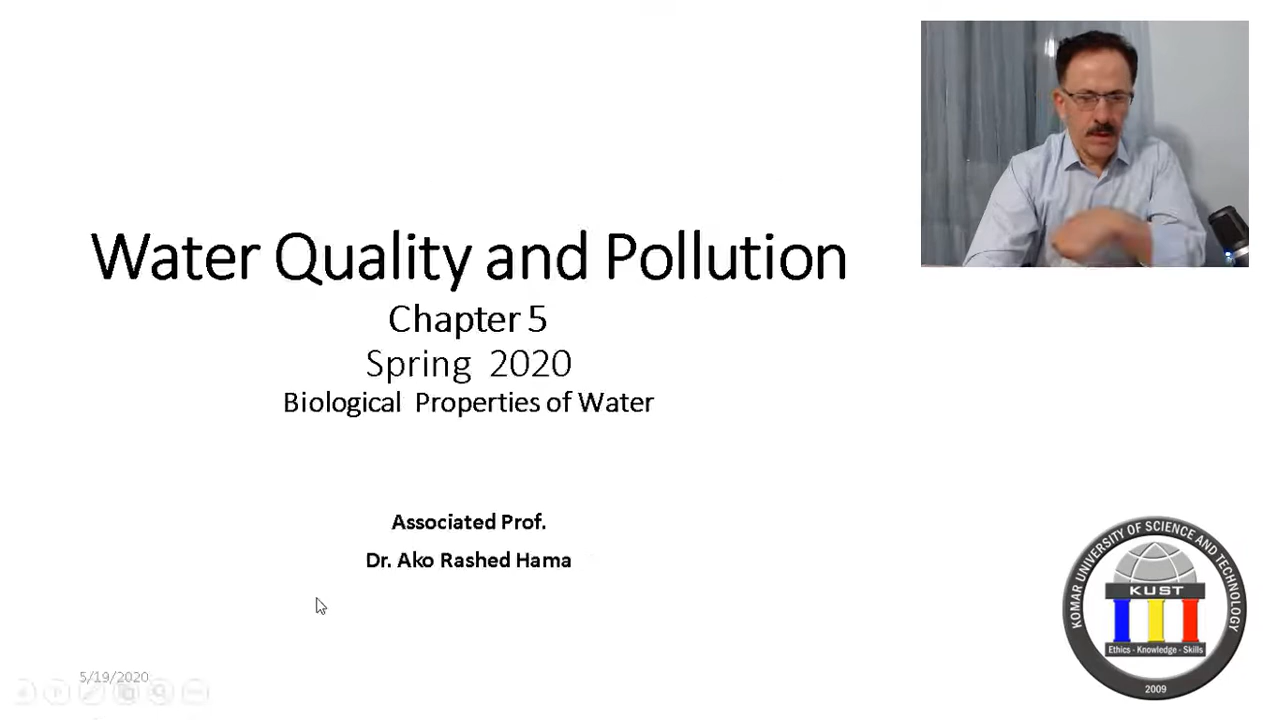 Water Quality and Pollution
Chapter 5
Spring 2020
Biological Properties of Water
Associated Prof.
Dr. Ako Rashed Hama
5/19/2020
KOMAR UNIVERSITY OF SCIENCE AND TECHNOLOGY
KUST
Ethics - Knowledge - Skills
2009